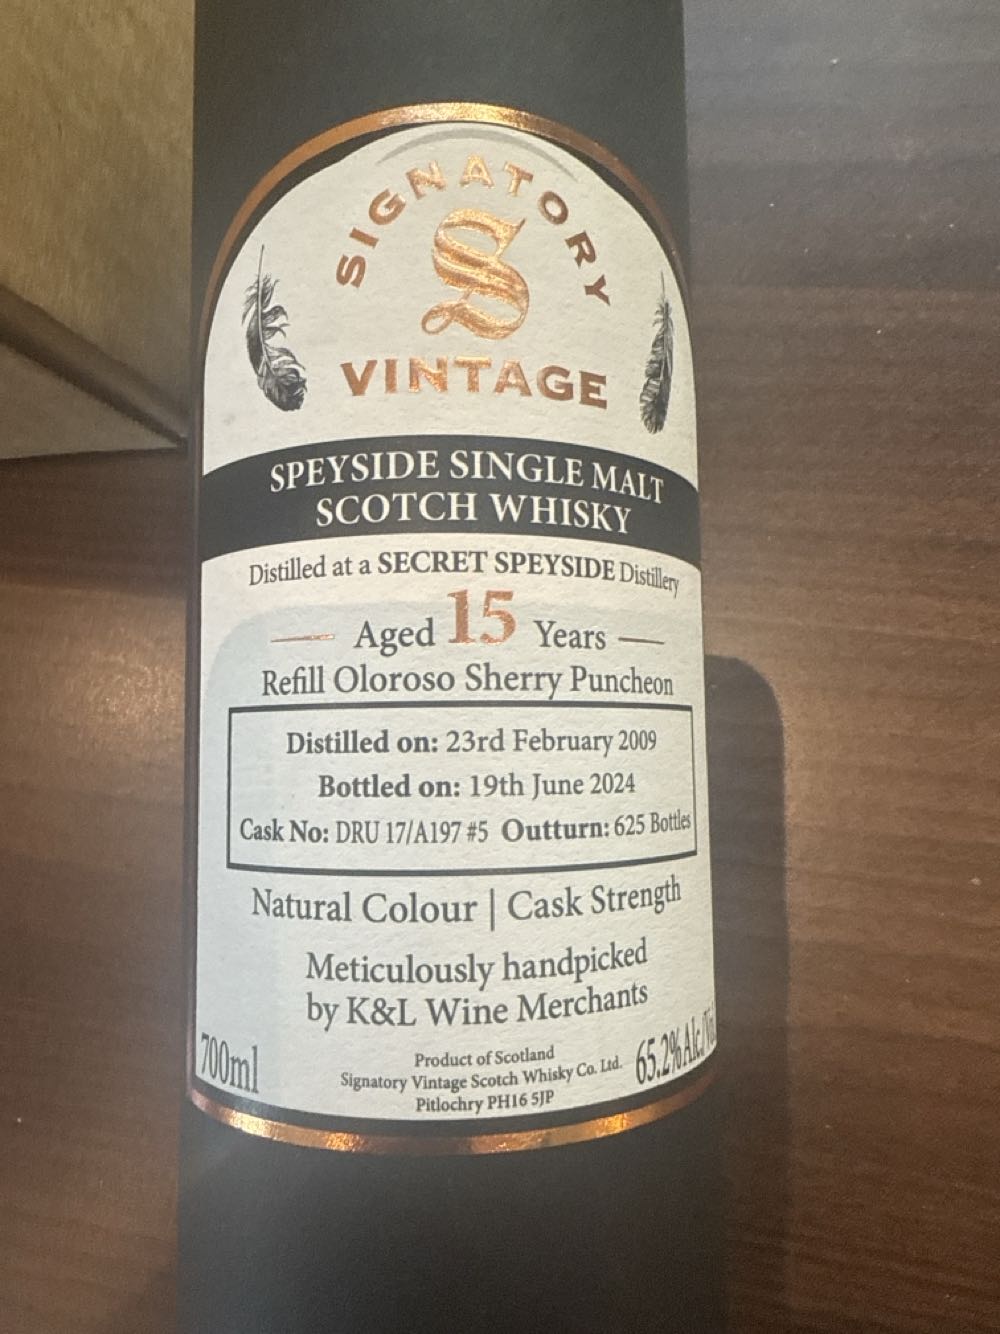 SIGNATORY
S
VINTAGE
SPEYSIDE SINGLE MALT
SCOTCH WHISKY
Distilled at a SECRET SPEYSIDE Distillery
Aged 15 Years
Refill Oloroso Sherry Puncheon
Distilled on: 23rd February 2009
Bottled on: 19th June 2024
Cask No: DRU 17/A197 #5 Outturn: 625 Bottles
Natural Colour | Cask Strength
Meticulously handpicked
by K&L Wine Merchants
700ml
Product of Scotland
Signatory Vintage Scotch Whisky Co. Ltd.
Pitlochry PH16 5JP
65.2% Alc./Vol